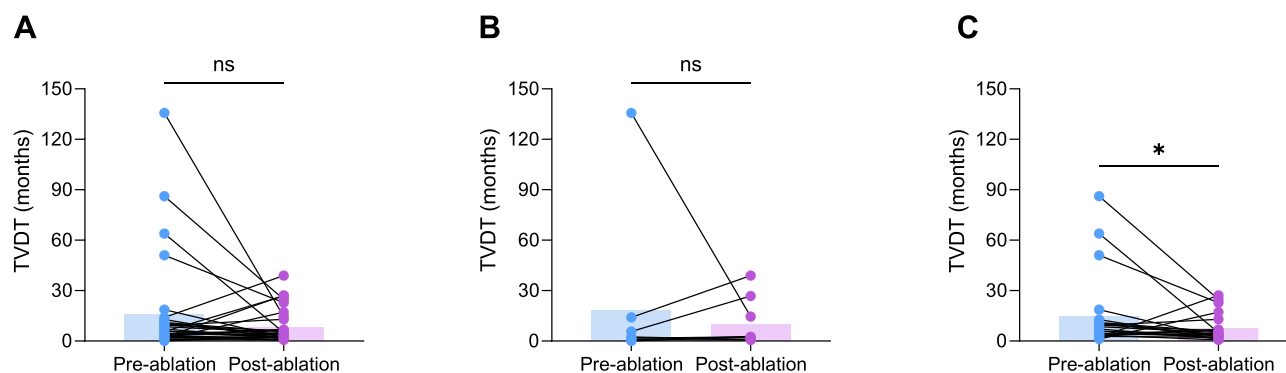 A
ns
TVDT (months)
150
120
90
60
30
0
Pre-ablation Post-ablation
B
ns
TVDT (months)
150
120
90
60
30
0
Pre-ablation Post-ablation
C
*
TVDT (months)
150
120
90
60
30
0
Pre-ablation Post-ablation